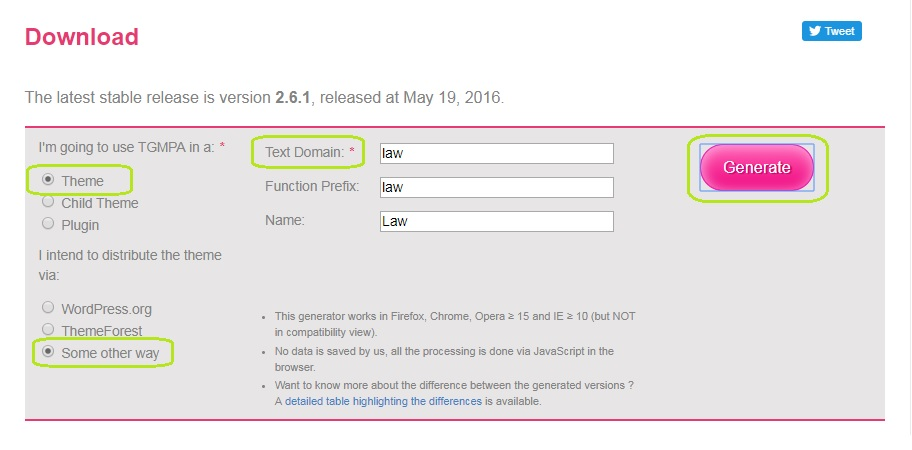 Download
Tweet
The latest stable release is version 2.6.1, released at May 19, 2016.
I'm going to use TGMPA in a: *
Theme
Child Theme
Plugin
I intend to distribute the theme
via:
WordPress.org
ThemeForest
Some other way
Text Domain: * law
Function Prefix: law
Name: Law
Generate
This generator works in Firefox, Chrome, Opera ≥ 15 and IE ≥ 10 (but NOT
in compatibility view).
No data is saved by us, all the processing is done via JavaScript in the
browser.
Want to know more about the difference between the generated versions ?
A detailed table highlighting the differences is available.